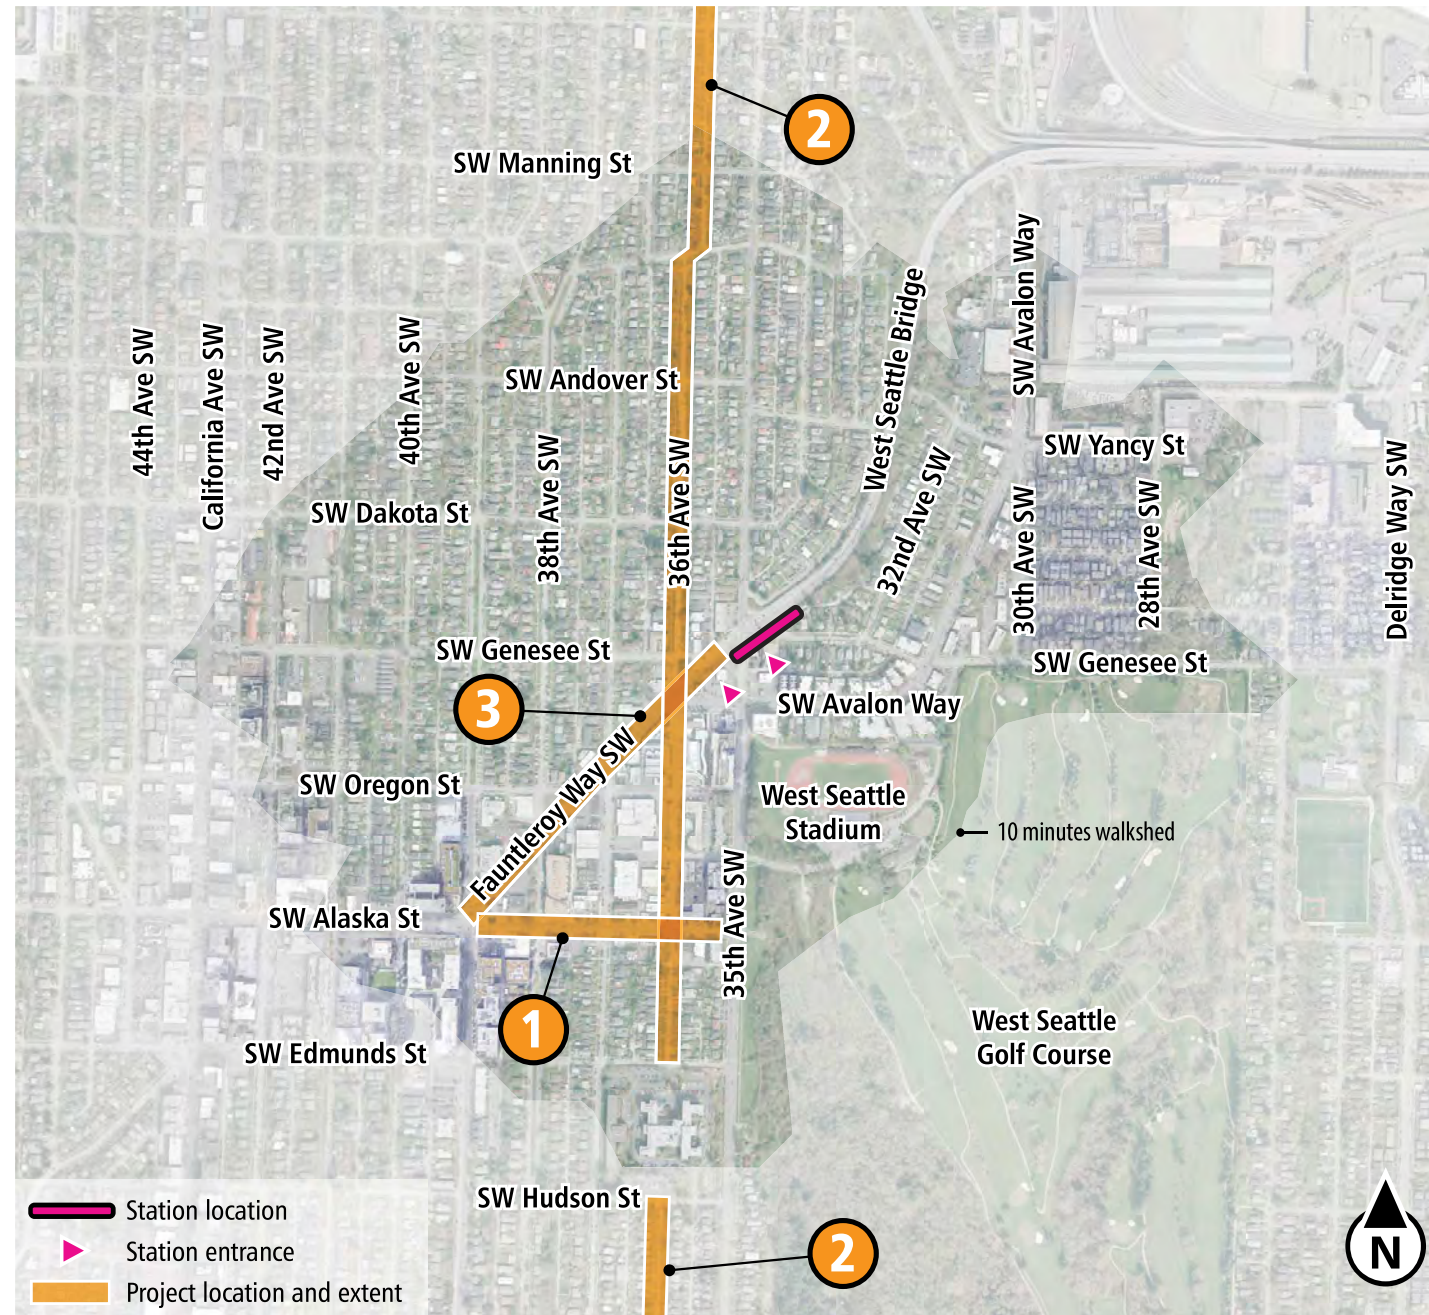 2
SW Manning St
West Seattle Bridge
SW Avalon Way
44th Ave SW
California Ave SW
42nd Ave SW
40th Ave SW
SW Andover St
38th Ave SW
36th Ave SW
32nd Ave SW
SW Yancy St
30th Ave SW
28th Ave SW
Delridge Way SW
SW Dakota St
SW Genesee St
SW Genesee St
3
SW Avalon Way
Fauntleroy Way SW
SW Oregon St
West Seattle
Stadium
10 minutes walkshed
35th Ave SW
SW Alaska St
1
SW Edmunds St
West Seattle
Golf Course
SW Hudson St
2
Station location
Station entrance
Project location and extent
N